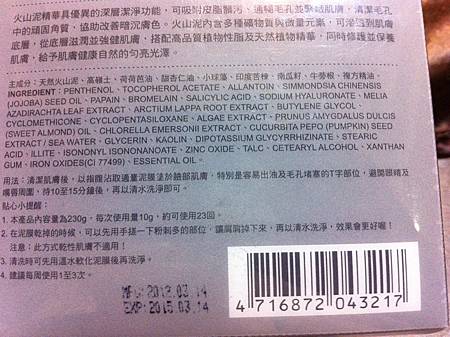 火山泥精華具優異的深層潔淨功能，可吸附皮脂髒污、通暢毛孔並緊緻肌膚，清潔毛孔
中的頑固角質，協助改善暗沉膚色。火山泥內含多種礦物質與微量元素，可滲透到肌膚
底層，從底層滋潤並強健肌膚，搭配高品質植物性脂及天然植物精華，同時修護並保養
肌膚，給予肌膚健康自然的勻亮光澤。
主成分：天然火山泥、高嶺土、荷荷芭油、甜杏仁油、小球藻、印度苦楝、南瓜籽、牛蒡根、複方精油
INGREDIENT : PENTHENOL, TOCOPHEROL ACETATE, ALLANTOIN, SIMMONDSIA CHINENSIS
(JOJOBA) SEED OIL, PAPAIN, BROMELAIN, SALICYLIC ACID, SODIUM HYALURONATE, MELIA
AZADIRACHTA LEAF EXTRACT, ARCTIUM LAPPA ROOT EXTRACT, BUTYLENE GLYCOL,
CYCLOMETHICONE, CYCLOPENTASILOXANE, ALGAE EXTRACT, PRUNUS AMYGDALUS DULCIS
(SWEET ALMOND) OIL, CHLORELLA EMERSONII EXTRACT, CUCURBITA PEPO (PUMPKIN) SEED
EXTRACT / SEA WATER, GLYCERIN, KAOLIN, DIPOTASSIUM GLYCYRRHIZINATE, STEARIC
ACID, ILLITE, ISONONYL ISONONANOATE, ZINC OXIDE, TALC, CETEARYL ALCOHOL, XANTHAN
GUM, IRON OXIDES(CI 77499), ESSENTIAL OIL。
用法：清潔肌膚後，以指腹沾取適量泥膜塗於臉部肌膚，特別是容易出油及毛孔堵塞的T字部位，避開眼睛及
嘴唇周圍，待10至15分鐘後，再以清水洗淨即可。
貼心小提醒：
1. 本產品內容量為230g，每次使用量10g，約可使用23回。
2. 在泥膜乾掉的時候，可以先用手搓一下粉刺多的部位，讓屑屑掉下來，再以清水洗淨，效果會更好喔！
注意：此方式乾性肌膚不適用！
3. 清洗時可先用溫水軟化泥膜後再洗淨。
4. 建議每周使用1至3次。
MFG:2012.03.14
EXP:2015.03.14
4 716872 043217